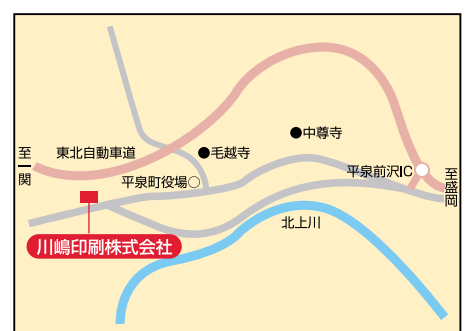 ●中尊寺
至一関
東北自動車道
●毛越寺
平泉前沢IC
至盛岡
平泉町役場○
北上川
川嶋印刷株式会社